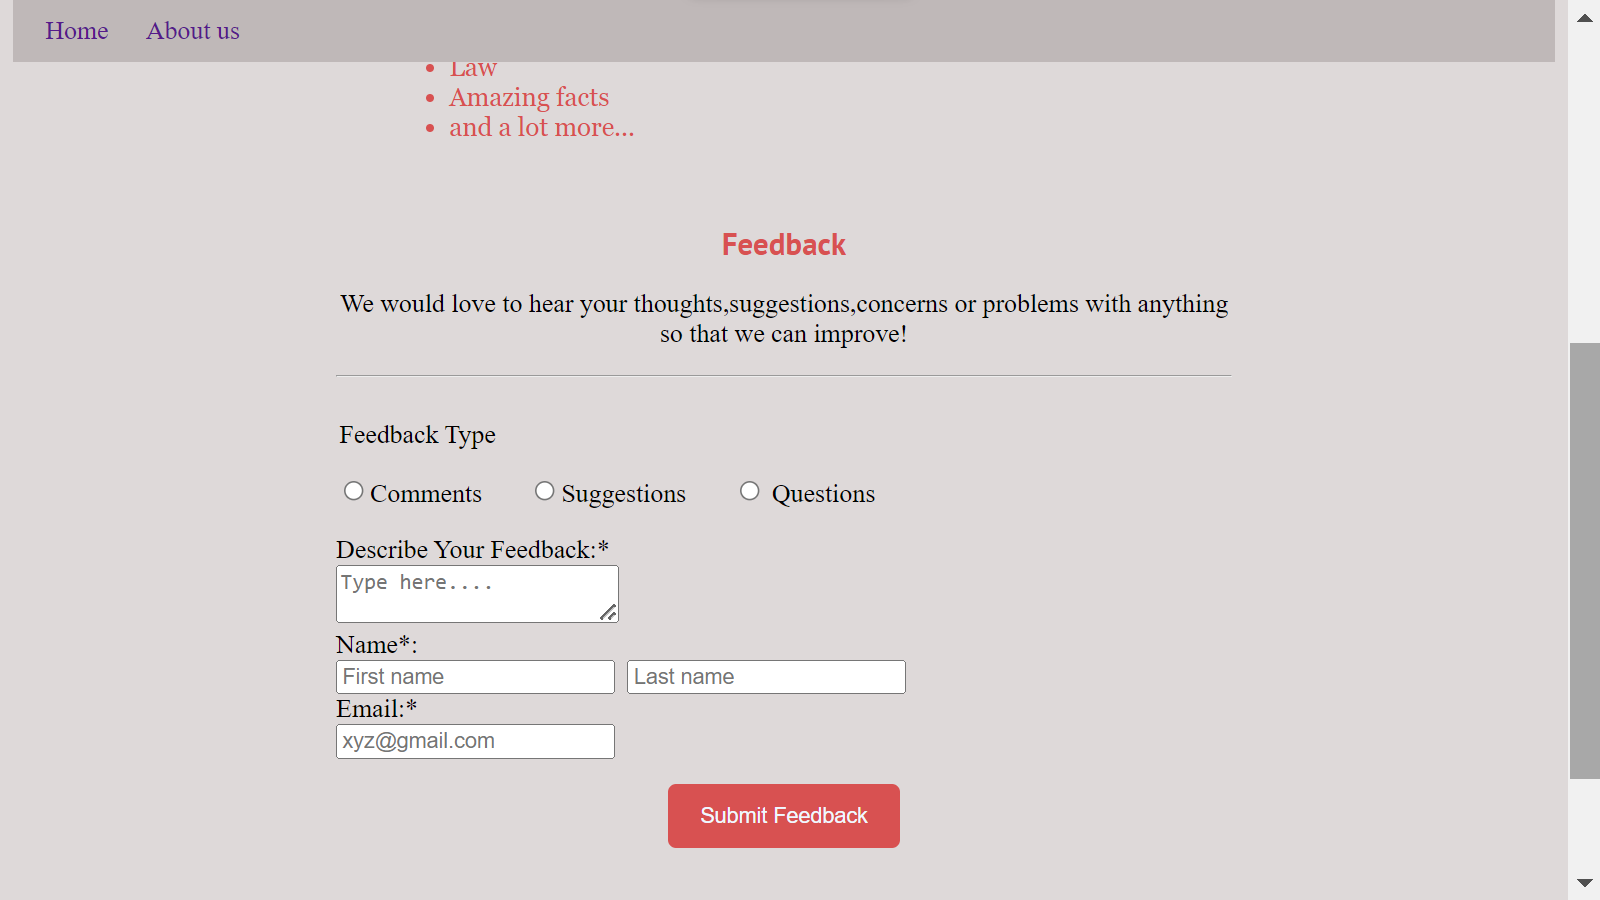 Home About us
Law
Amazing facts
and a lot more...
Feedback
We would love to hear your thoughts,suggestions,concerns or problems with anything
so that we can improve!
Feedback Type
Comments Suggestions Questions
Describe Your Feedback:*
Type here....
Name*:
First name Last name
Email:*
xyz@gmail.com
Submit Feedback